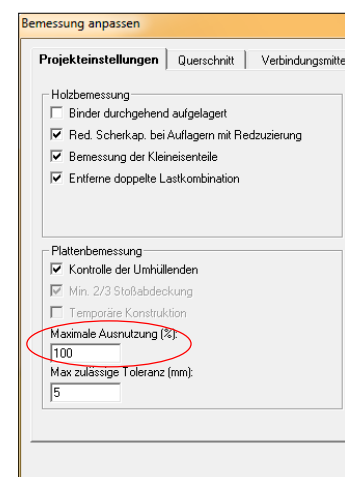 Bemessung anpassen
Projekteinstellungen Querschnitt Verbindungsmitte
Holzbemessung
Binder durchgehend aufgelagert
Red. Scherkap. bei Auflagern mit Redzuzierung
Bemessung der Kleineisenteile
Entferne doppelte Lastkombination
Plattenbemessung
Kontrolle der Umhüllenden
Min. 2/3 Stoßabdeckung
Temporäre Konstruktion
Maximale Ausnutzung (%):
100
Max zulässige Toleranz (mm):
5